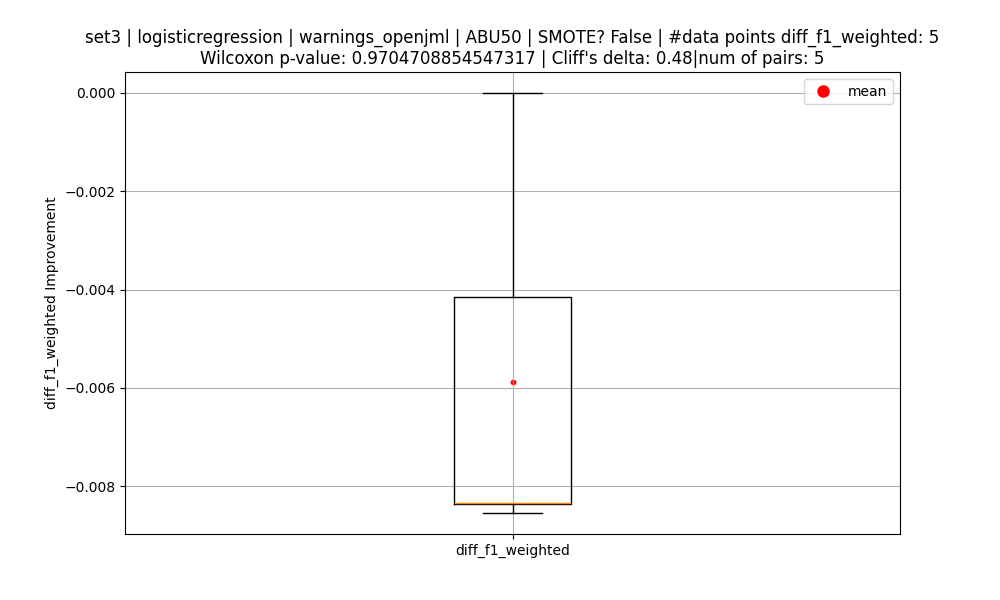 set3 | logisticregression | warnings_openjml | ABU50 | SMOTE? False | #data points diff_f1_weighted: 5
Wilcoxon p-value: 0.9704708854547317 | Cliff's delta: 0.48|num of pairs: 5
mean
0.000
−0.002
−0.004
−0.006
−0.008
diff_f1_weighted Improvement
diff_f1_weighted